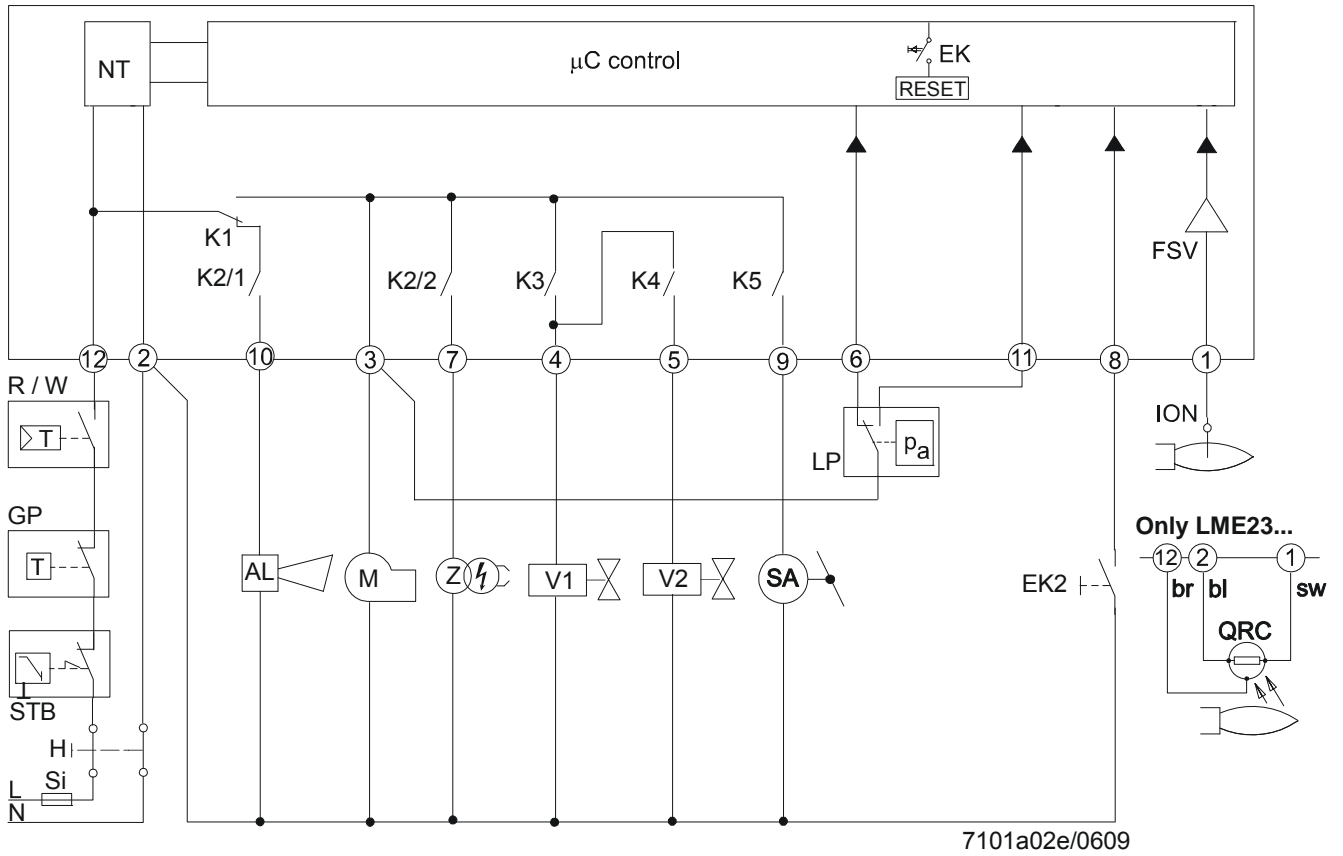 NT
μC control
EK
RESET
FSV
K1
K2/1
K2/2
K3
K4
K5
12
2
10
3
7
4
5
9
6
11
8
1
R / W
T
GP
T
STB
H
L
Si
N
AL
M
Z
V1
V2
SA
LP
pa
EK2
ION
Only LME23...
12
2
1
br
bl
sw
QRC
7101a02e/0609